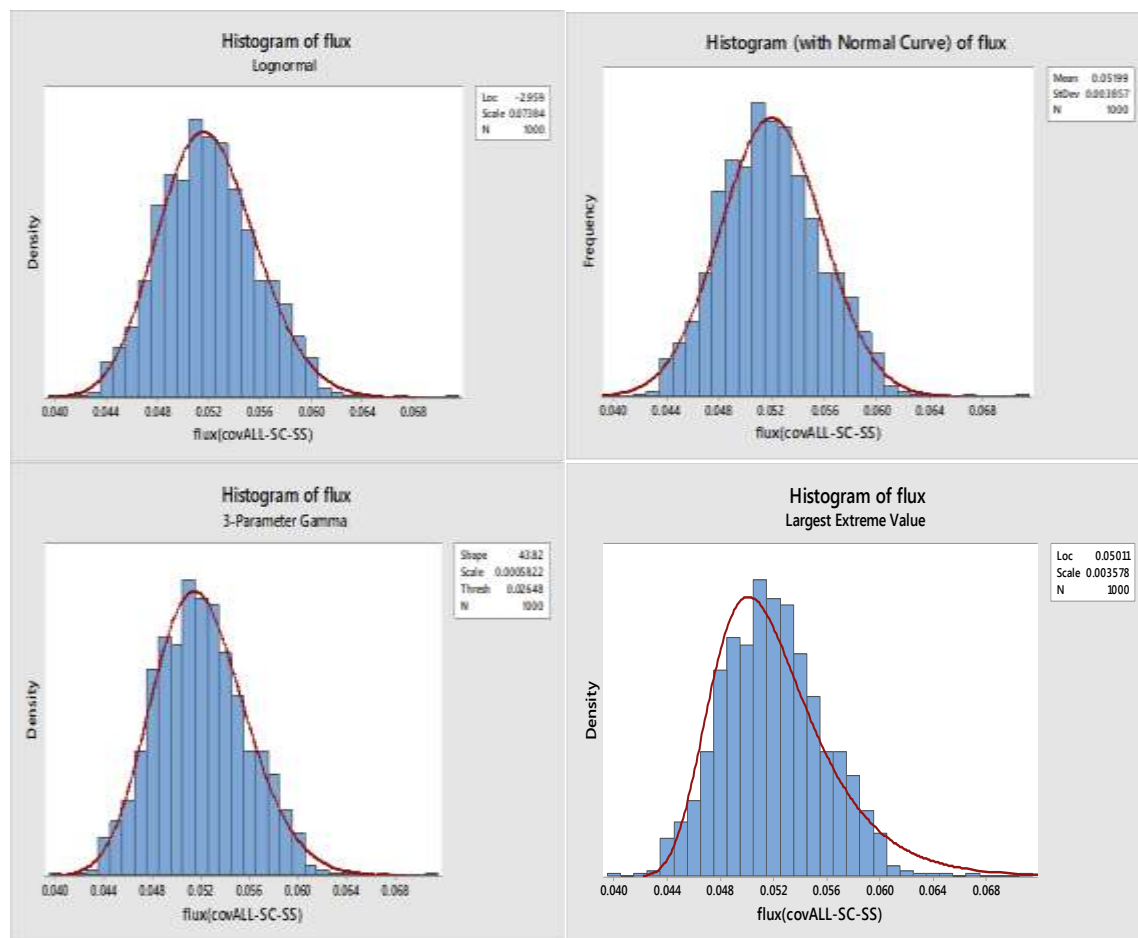 Histogram of flux
Lognormal
Loc -2.959
Scale 0.07384
N 1000
Density
0.040 0.044 0.048 0.052 0.056 0.060 0.064 0.068
flux(covALL-SC-SS)
Histogram (with Normal Curve) of flux
Mean 0.05199
StDev 0.003857
N 1000
Frequency
0.040 0.044 0.048 0.052 0.056 0.060 0.064 0.068
flux(covALL-SC-SS)
Histogram of flux
3-Parameter Gamma
Shape 43.82
Scale 0.0005822
Thresh 0.02648
N 1000
Density
0.040 0.044 0.048 0.052 0.056 0.060 0.064 0.068
flux(covALL-SC-SS)
Histogram of flux
Largest Extreme Value
Loc 0.05011
Scale 0.003578
N 1000
Density
0.040 0.044 0.048 0.052 0.056 0.060 0.064 0.068
flux(covALL-SC-SS)